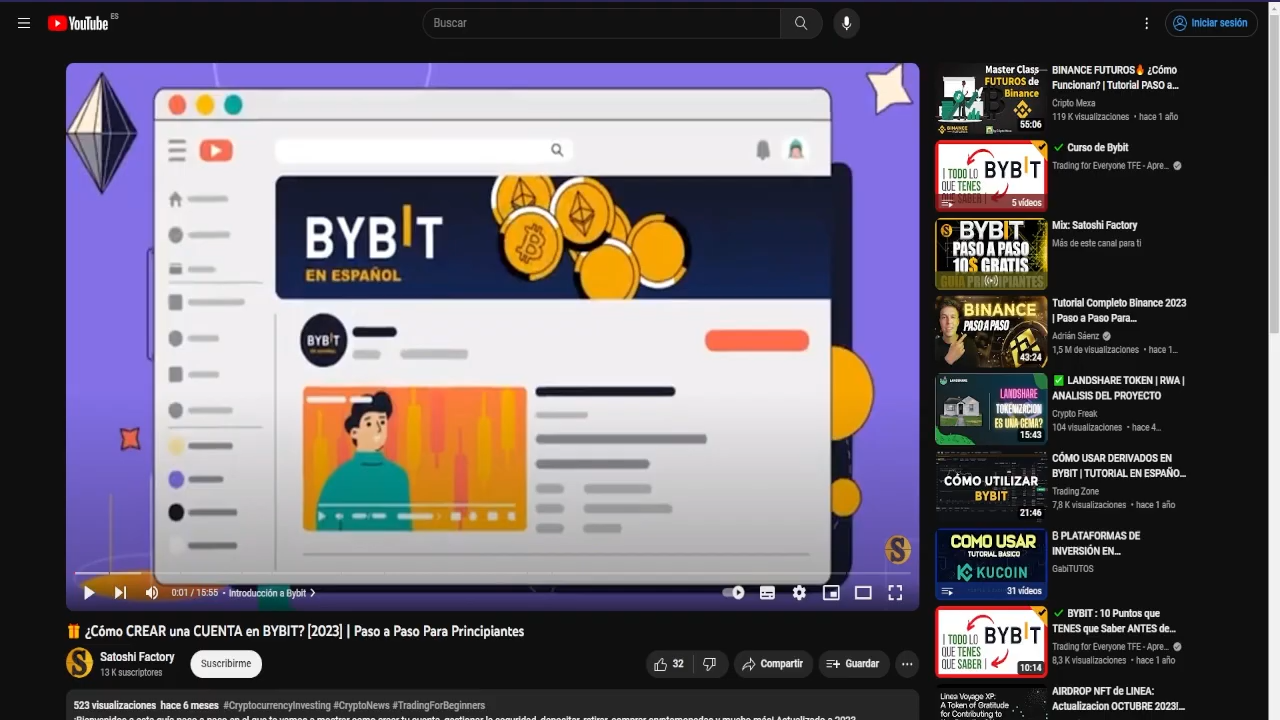 YouTube ES
Buscar
Iniciar sesión
BYBIT
EN ESPAÑOL
BYBIT
EN ESPAÑOL
S
0:01 / 15:55 • Introducción a Bybit
🎁 ¿Cómo CREAR una CUENTA en BYBIT? [2023] | Paso a Paso Para Principiantes
S
Satoshi Factory
13 K suscriptores
Suscribirme
32
Compartir
Guardar
523 visualizaciones hace 6 meses #CryptocurrencyInvesting #CryptoNews #TradingForBeginners
Master Class
FUTUROS de
Binance
55:06
BINANCE FUTUROS🔥 ¿Cómo
Funcionan? | Tutorial PASO a...
Cripto Mexa
119 K visualizaciones • hace 1 año
TODO LO
QUE TENES
QUE SABER
BYBIT
5 vídeos
✔ Curso de Bybit
Trading for Everyone TFE - Apre...
BYBIT
PASO A PASO
10$ GRATIS
GUÍA PRINCIPIANTES
Mix: Satoshi Factory
Más de este canal para ti
BINANCE
PASO A PASO
43:24
Tutorial Completo Binance 2023
| Paso a Paso Para...
Adrián Sáenz
1,5 M de visualizaciones • hace 1...
LANDSHARE
TOKENIZACION
ES UNA GEMA?
15:43
✅ LANDSHARE TOKEN | RWA |
ANALISIS DEL PROYECTO
Crypto Freak
104 visualizaciones • hace 4...
CÓMO UTILIZAR
BYBIT
21:46
CÓMO USAR DERIVADOS EN
BYBIT | TUTORIAL EN ESPAÑO...
Trading Zone
7,8 K visualizaciones • hace 1 año
COMO USAR
TUTORIAL BASICO
KUCOIN
31 vídeos
₿ PLATAFORMAS DE
INVERSIÓN EN...
GabiTUTOS
TODO LO
QUE TENES
QUE SABER
BYBIT
10:14
✔ BYBIT : 10 Puntos que
TENES que Saber ANTES de...
Trading for Everyone TFE - Apre...
8,3 K visualizaciones • hace 1 año
Linea Voyage XP:
A Token of Gratitude
for Contributing to
AIRDROP NFT de LINEA:
Actualizacion OCTUBRE 2023!...